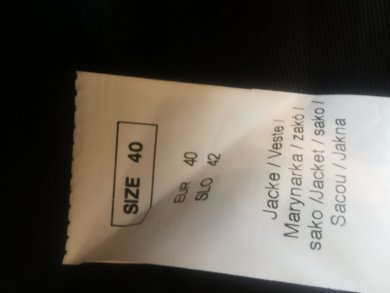 SIZE 40
EUR 40
SLO 42
Jacke / Veste /
Marynarka / zakó /
sako /Jacket / sako /
Sacou / Jakna